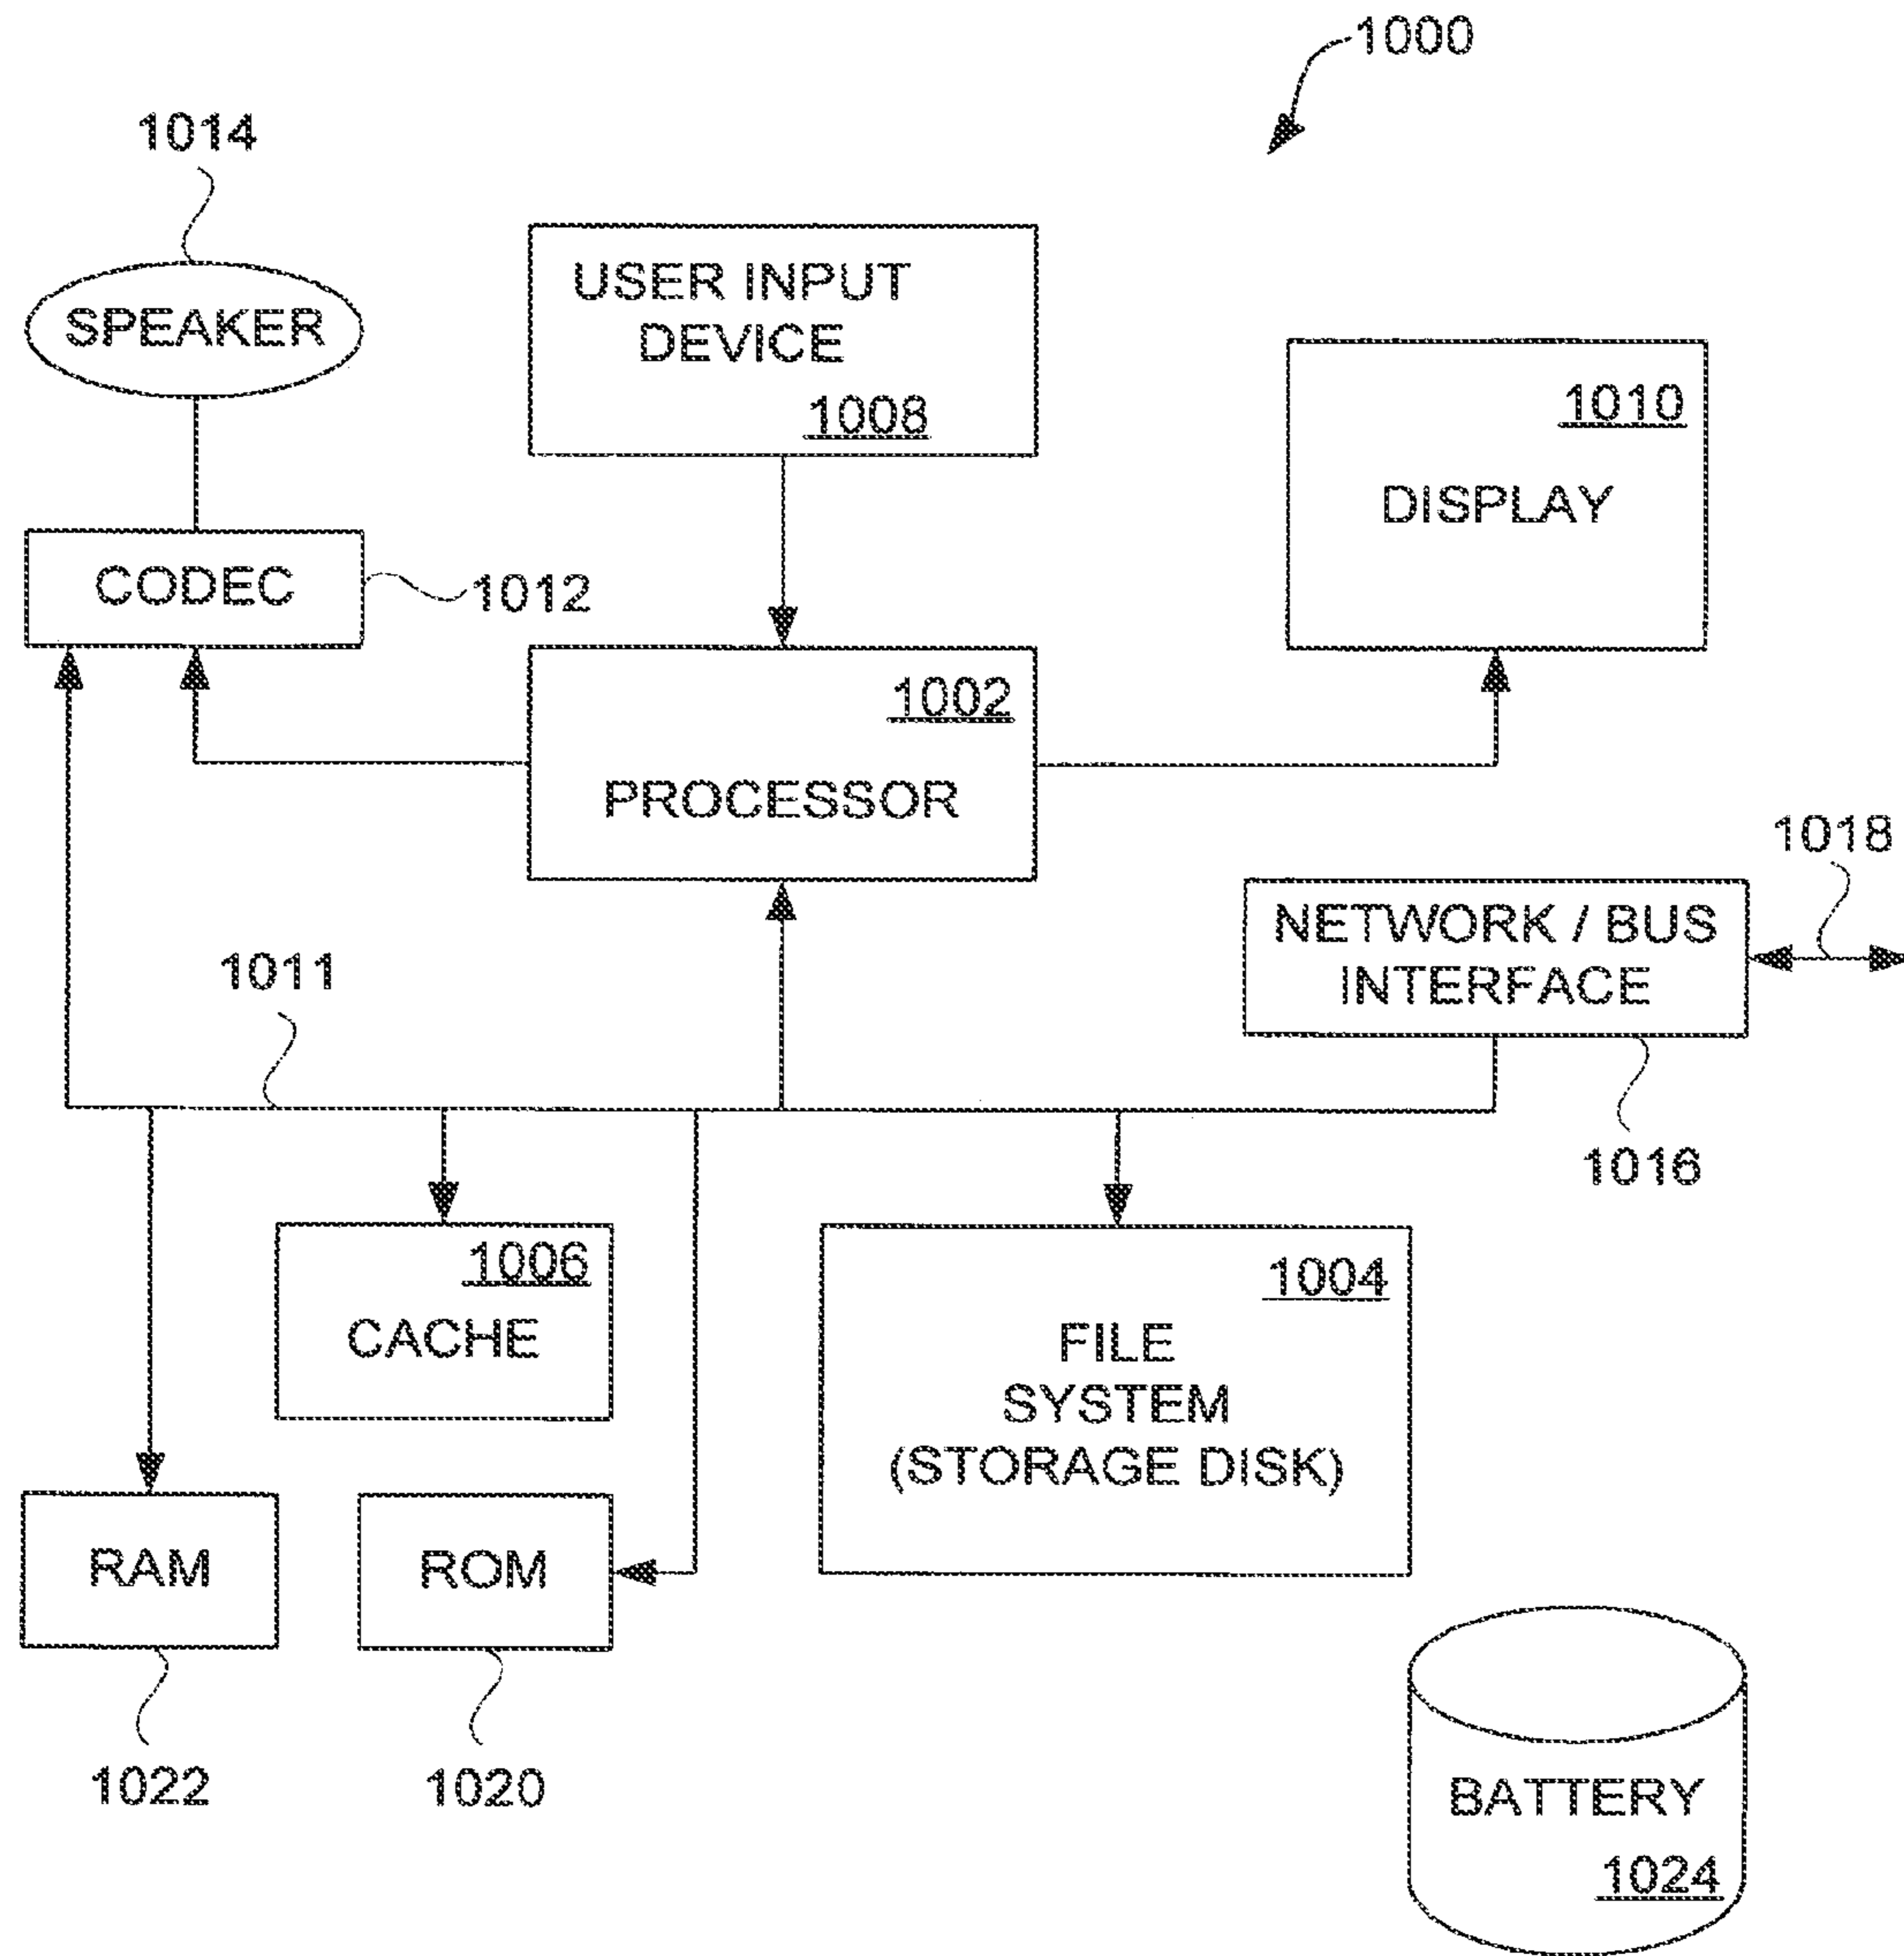 1000
1014
SPEAKER
USER INPUT
DEVICE
1008
1010
DISPLAY
CODEC
1012
1002
PROCESSOR
1018
NETWORK / BUS
INTERFACE
1011
1016
1006
CACHE
1004
FILE
SYSTEM
(STORAGE DISK)
RAM
ROM
1022
1020
BATTERY
1024